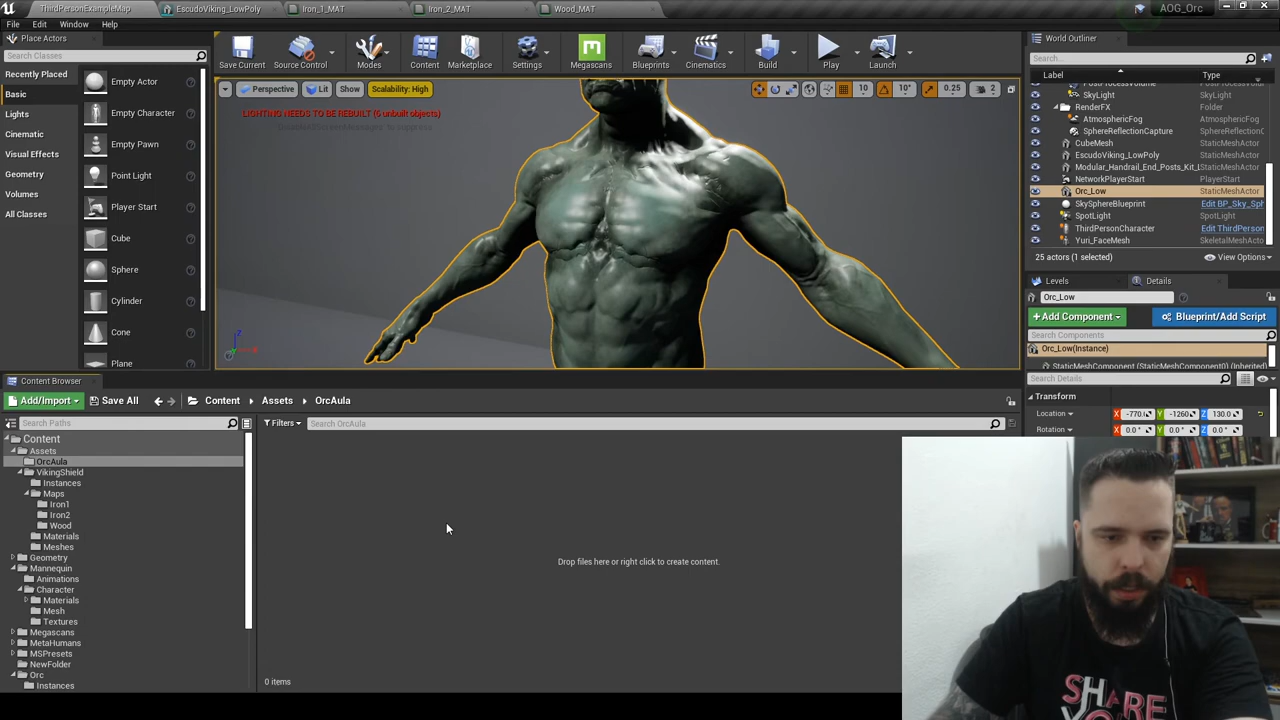 ThirdPersonExampleMap
EscudoViking_LowPoly
Iron_1_MAT
Iron_2_MAT
Wood_MAT
AOG_Orc
File Edit Window Help
Place Actors
Search Classes
Recently Placed
Basic
Lights
Cinematic
Visual Effects
Geometry
Volumes
All Classes
Empty Actor
Empty Character
Empty Pawn
Point Light
Player Start
Cube
Sphere
Cylinder
Cone
Plane
Save Current
Source Control
Modes
Content
Marketplace
Settings
Megascans
Blueprints
Cinematics
Build
Play
Launch
Perspective Lit Show Scalability: High
10 10° 0.25 2
LIGHTING NEEDS TO BE REBUILT (6 unbuilt objects)
World Outliner
Search...
Label Type
SkyLight SkyLight
RenderFX Folder
AtmosphericFog AtmosphericFog
SphereReflectionCapture SphereReflectionC
CubeMesh StaticMeshActor
EscudoViking_LowPoly StaticMeshActor
Modular_Handrail_End_Posts_Kit_L StaticMeshActor
NetworkPlayerStart PlayerStart
Orc_Low StaticMeshActor
SkySphereBlueprint Edit BP_Sky_Sph
SpotLight SpotLight
ThirdPersonCharacter Edit ThirdPerson
Yuri_FaceMesh SkeletalMeshActo
25 actors (1 selected) View Options
Levels Details
Orc_Low
+Add Component Blueprint/Add Script
Search Components
Orc_Low(Instance)
StaticMeshComponent (StaticMeshComponent0) (Inherited)
Search Details
Transform
Location X -770.0 Y -1260 Z 130.0
Rotation X 0.0 ° Y 0.0 ° Z 0.0 °
Content Browser
Add/Import Save All Content Assets OrcAula
Search Paths
Filters Search OrcAula
Content
Assets
OrcAula
VikingShield
Instances
Maps
Iron1
Iron2
Wood
Materials
Meshes
Geometry
Mannequin
Animations
Character
Materials
Mesh
Textures
Megascans
MetaHumans
MSPresets
NewFolder
Orc
Instances
Drop files here or right click to create content.
0 items
SHARE